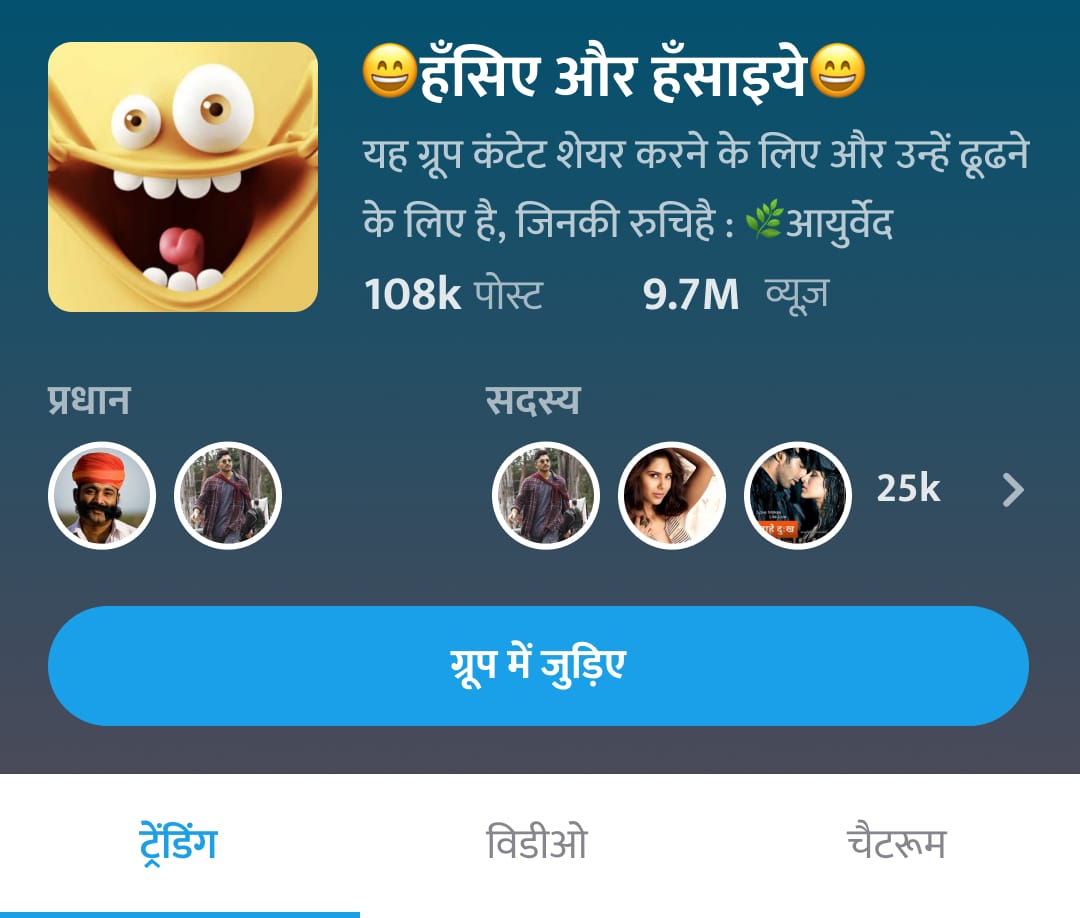 😄हँसिए और हँसाइये😄
यह ग्रूप कंटेट शेयर करने के लिए और उन्हें ढूढने
के लिए है, जिनकी रुचिहै : 🌿आयुर्वेद
108k पोस्ट 9.7M व्यूज़
प्रधान सदस्य
25k
ग्रूप में जुड़िए
ट्रेंडिंग विडीओ चैटरूम